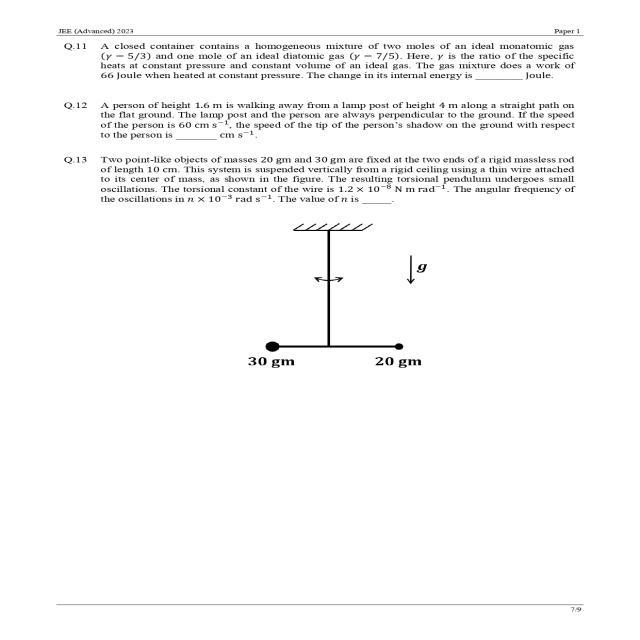 JEE (Advanced) 2023 Paper 1
Q.11 A closed container contains a homogeneous mixture of two moles of an ideal monatomic gas
(γ = 5/3) and one mole of an ideal diatomic gas (γ = 7/5). Here, γ is the ratio of the specific
heats at constant pressure and constant volume of an ideal gas. The gas mixture does a work of
66 Joule when heated at constant pressure. The change in its internal energy is ________ Joule.
Q.12 A person of height 1.6 m is walking away from a lamp post of height 4 m along a straight path on
the flat ground. The lamp post and the person are always perpendicular to the ground. If the speed
of the person is 60 cm s⁻¹, the speed of the tip of the person's shadow on the ground with respect
to the person is _______ cm s⁻¹.
Q.13 Two point-like objects of masses 20 gm and 30 gm are fixed at the two ends of a rigid massless rod
of length 10 cm. This system is suspended vertically from a rigid ceiling using a thin wire attached
to its center of mass, as shown in the figure. The resulting torsional pendulum undergoes small
oscillations. The torsional constant of the wire is 1.2 × 10⁻⁸ N m rad⁻¹. The angular frequency of
the oscillations in n × 10⁻³ rad s⁻¹. The value of n is _____.
g
30 gm 20 gm
7/9